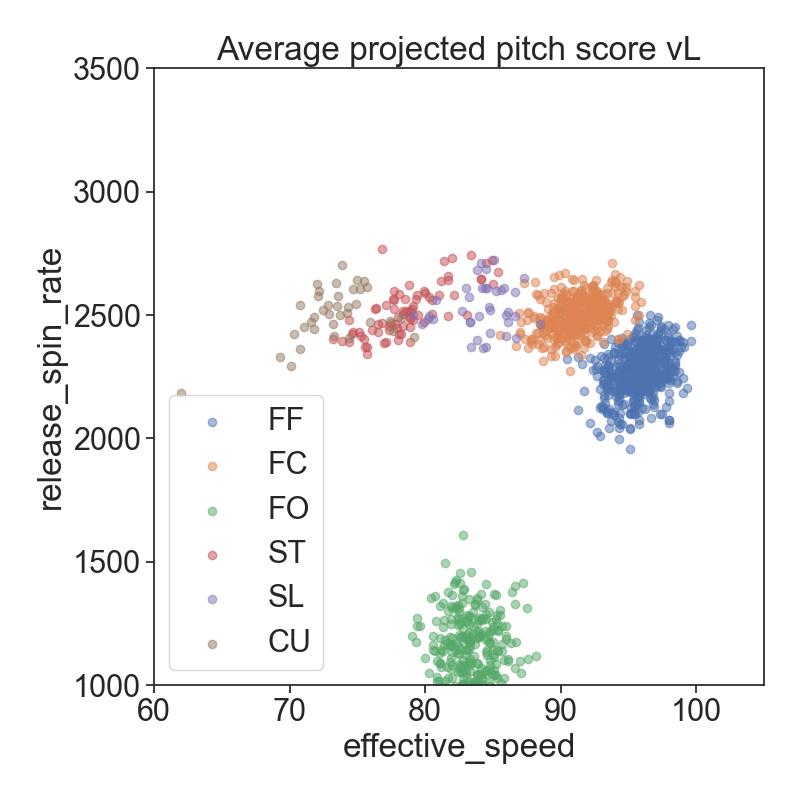 Average projected pitch score vL
3500
3000
2500
2000
1500
1000
release_spin_rate
FF
FC
FO
ST
SL
CU
60 70 80 90 100
effective_speed